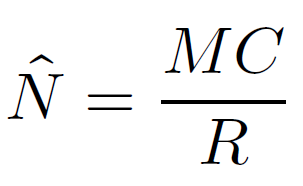 N̂ = MC / R